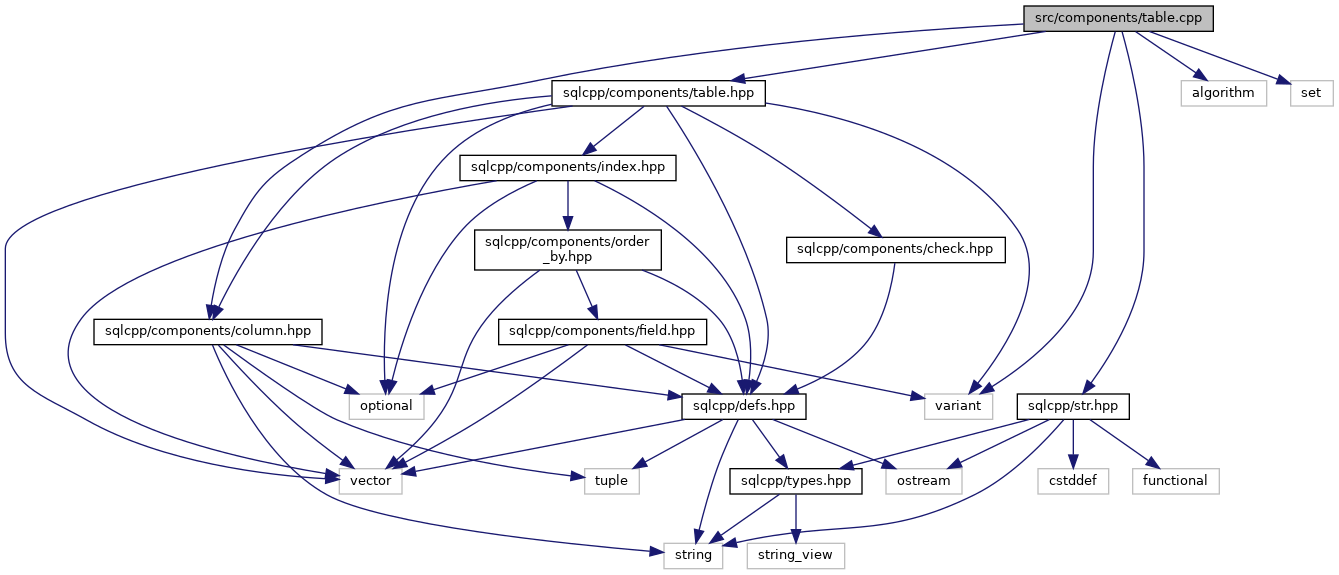 src/components/table.cpp
sqlcpp/components/table.hpp
algorithm
set
sqlcpp/components/index.hpp
sqlcpp/components/order
_by.hpp
sqlcpp/components/check.hpp
sqlcpp/components/column.hpp
sqlcpp/components/field.hpp
optional
sqlcpp/defs.hpp
variant
sqlcpp/str.hpp
vector
tuple
sqlcpp/types.hpp
ostream
cstddef
functional
string
string_view